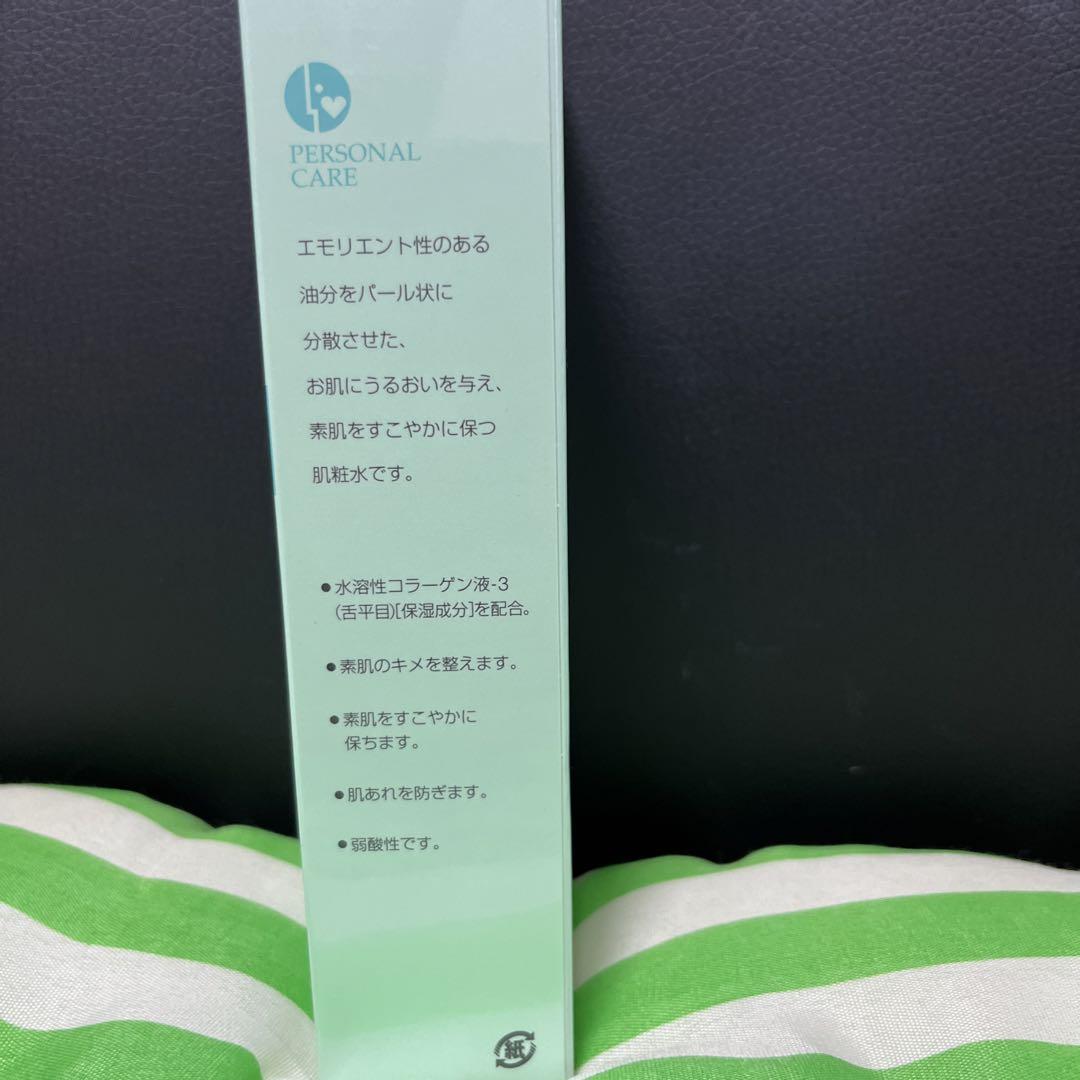 PERSONAL
CARE
エモリエント性のある
油分をパール状に
分散させた、
お肌にうるおいを与え、
素肌をすこやかに保つ
肌粧水です。
●水溶性コラーゲン液-3
(舌平目)[保湿成分]を配合。
●素肌のキメを整えます。
●素肌をすこやかに
保ちます。
●肌あれを防ぎます。
●弱酸性です。
紙